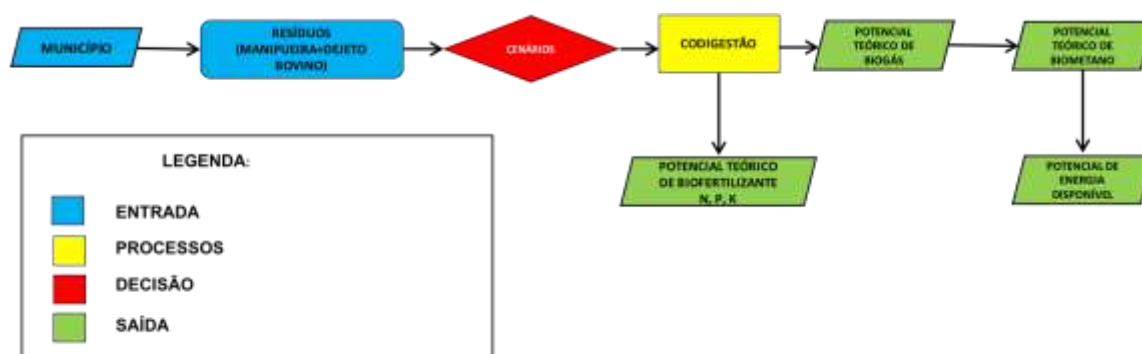 MUNICÍPIO
RESÍDUOS
(MANIPUEIRA+DEJETO
BOVINO)
CENÁRIOS
CODIGESTÃO
POTENCIAL
TEÓRICO DE
BIOGÁS
POTENCIAL
TEÓRICO DE
BIOMETANO
POTENCIAL TEÓRICO
DE BIOFERTILIZANTE
N, P, K
POTENCIAL DE
ENERGIA
DISPONÍVEL
LEGENDA:
ENTRADA
PROCESSOS
DECISÃO
SAÍDA